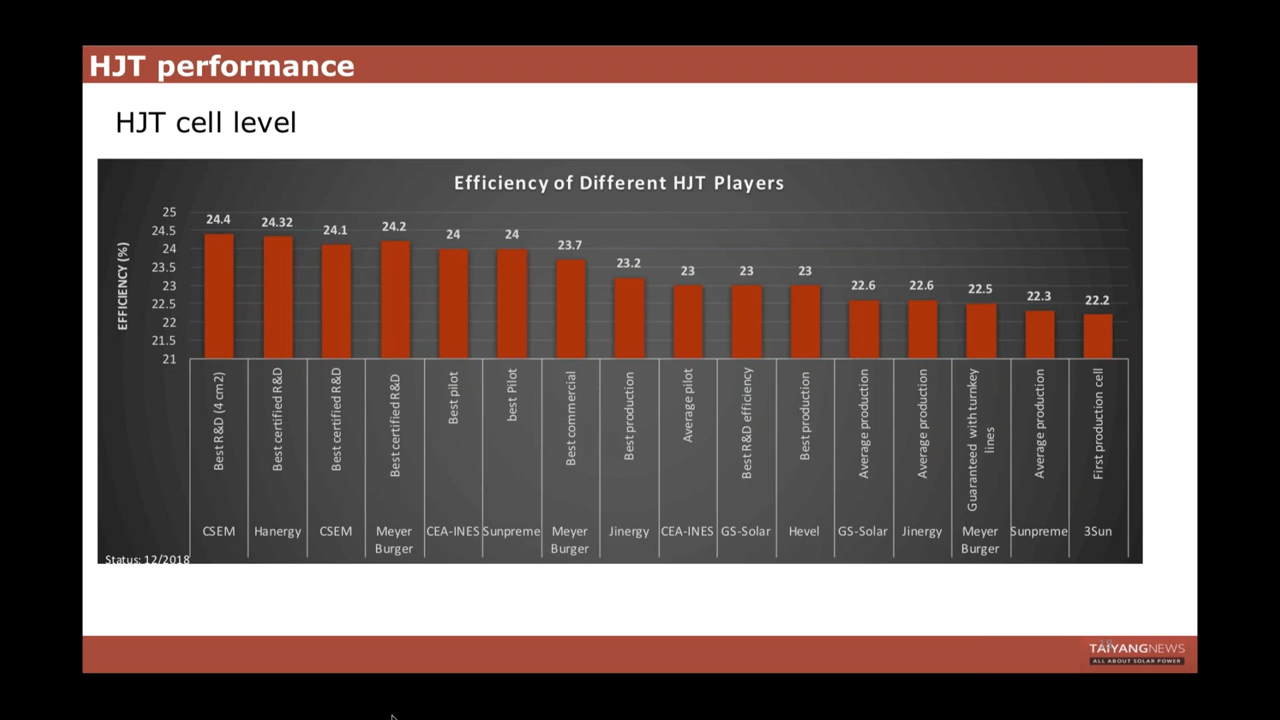 HJT performance
HJT cell level
Efficiency of Different HJT Players
EFFICIENCY (%)
25
24.5
24
23.5
23
22.5
22
21.5
21
24.4
24.32
24.1
24.2
24
24
23.7
23.2
23
23
23
22.6
22.6
22.5
22.3
22.2
Best R&D (4 cm2)
Best certified R&D
Best certified R&D
Best certified R&D
Best pilot
best Pilot
Best commercial
Best production
Average pilot
Best R&D efficiency
Best production
Average production
Average production
Guaranteed with turnkey
lines
Average production
First production cell
CSEM
Hanergy
CSEM
Meyer
Burger
CEA-INES
Sunpreme
Meyer
Burger
Jinergy
CEA-INES
GS-Solar
Hevel
GS-Solar
Jinergy
Meyer
Burger
Sunpreme
3Sun
Status: 12/2018
TAIYANGNEWS
ALL ABOUT SOLAR POWER